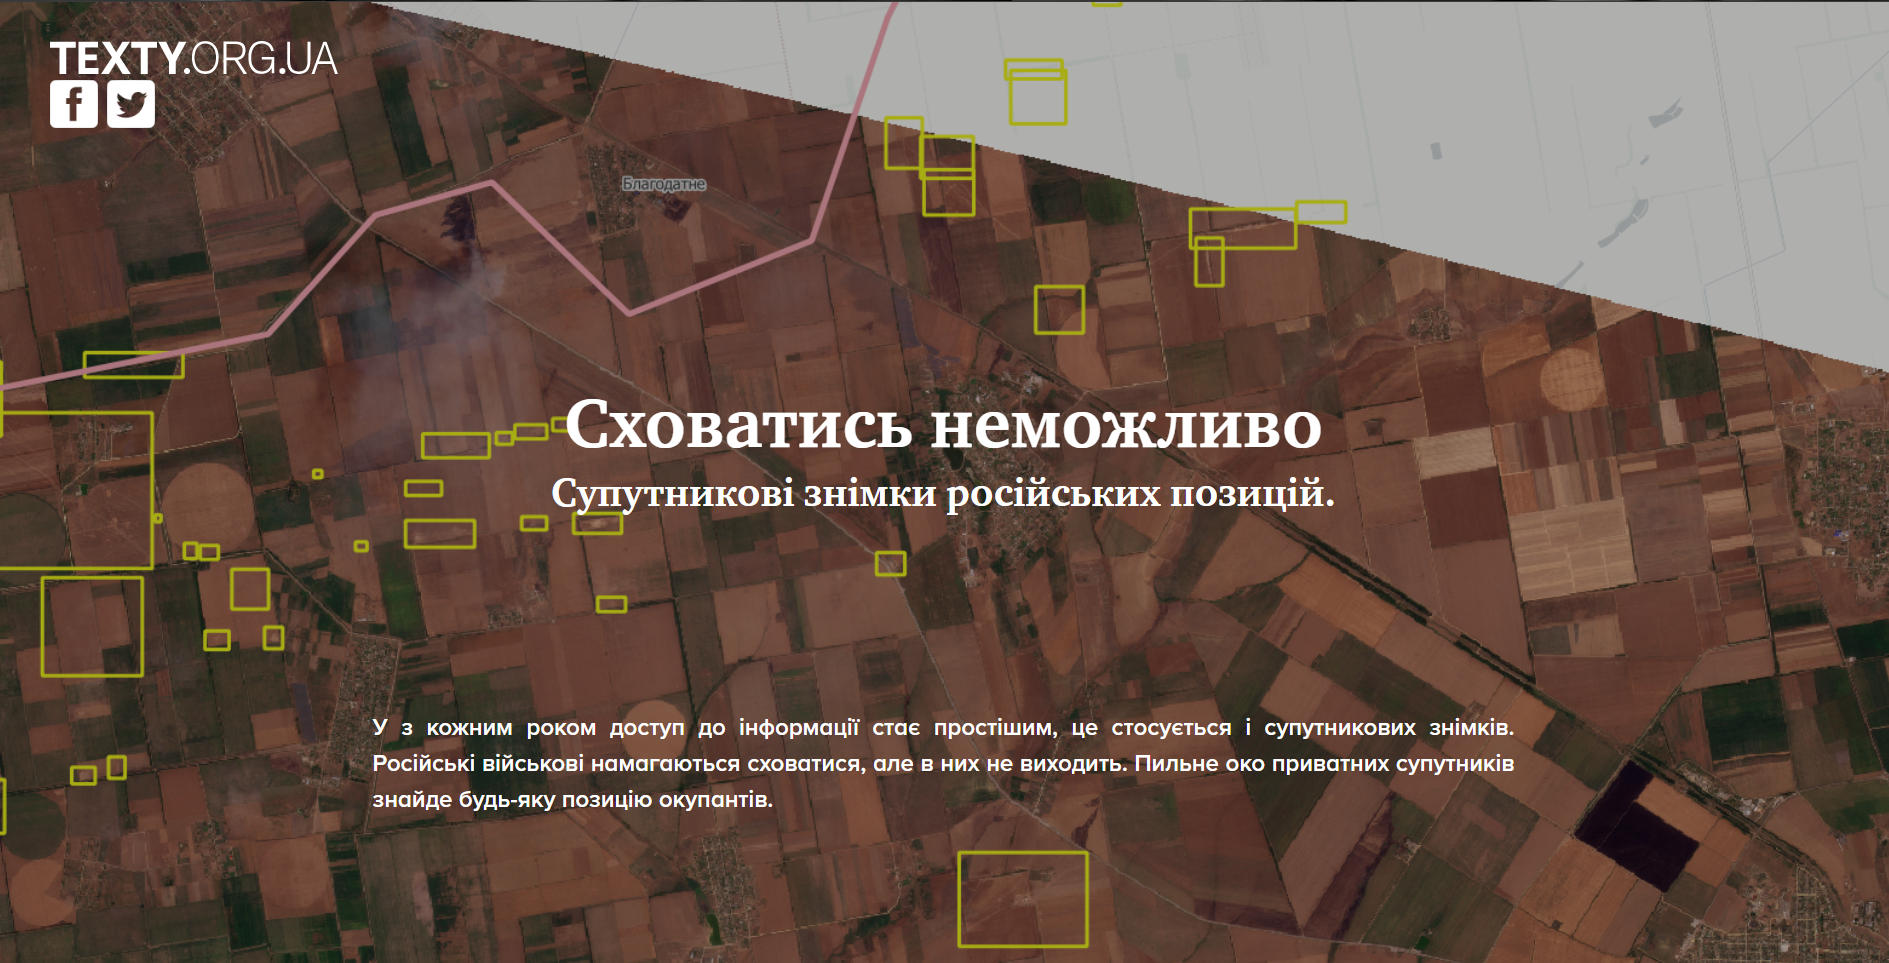 TEXTY.ORG.UA
Благодатне
Сховатись неможливо
Супутникові знімки російських позицій.
У з кожним роком доступ до інформації стає простішим, це стосується і супутникових знімків.
Російські військові намагаються сховатися, але в них не виходить. Пильне око приватних супутників
знайде будь-яку позицію окупантів.